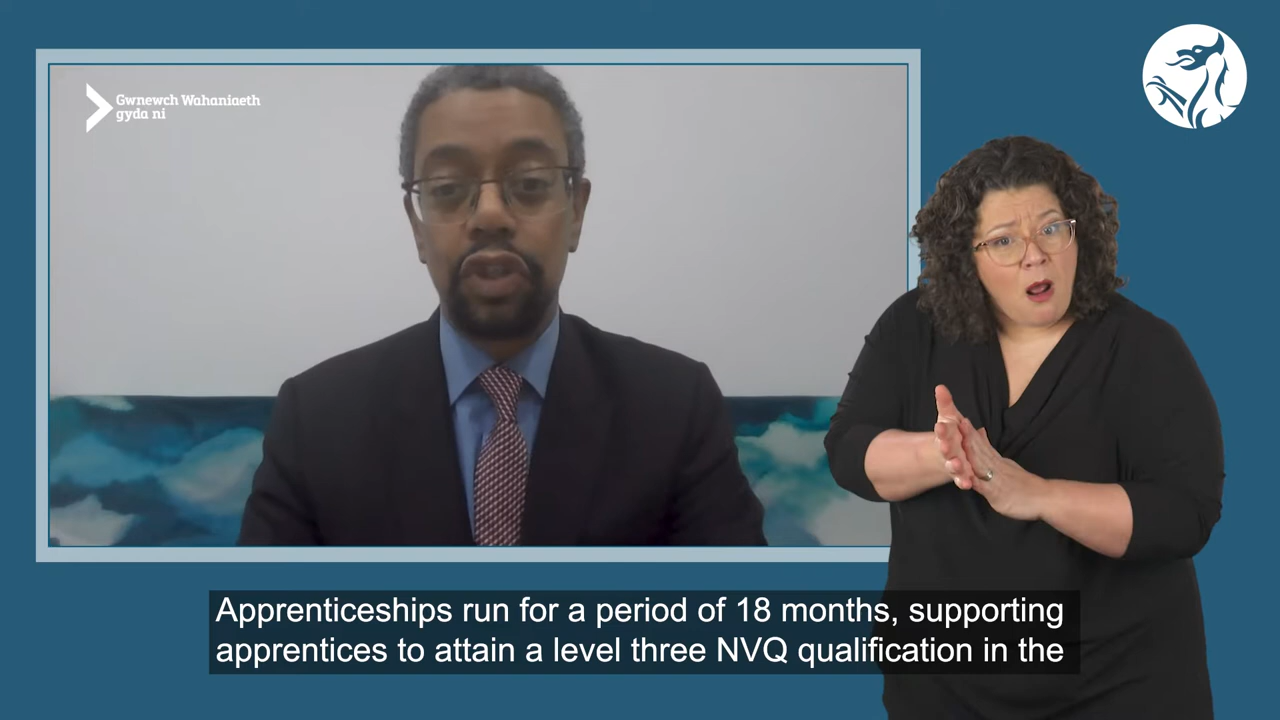 Gwnewch Wahaniaeth
gyda ni
Apprenticeships run for a period of 18 months, supporting
apprentices to attain a level three NVQ qualification in the